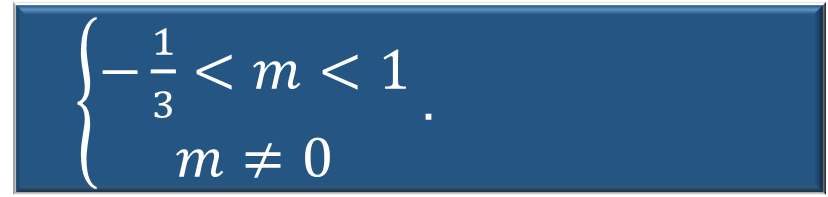 { −1/3 < m < 1
m ≠ 0 .